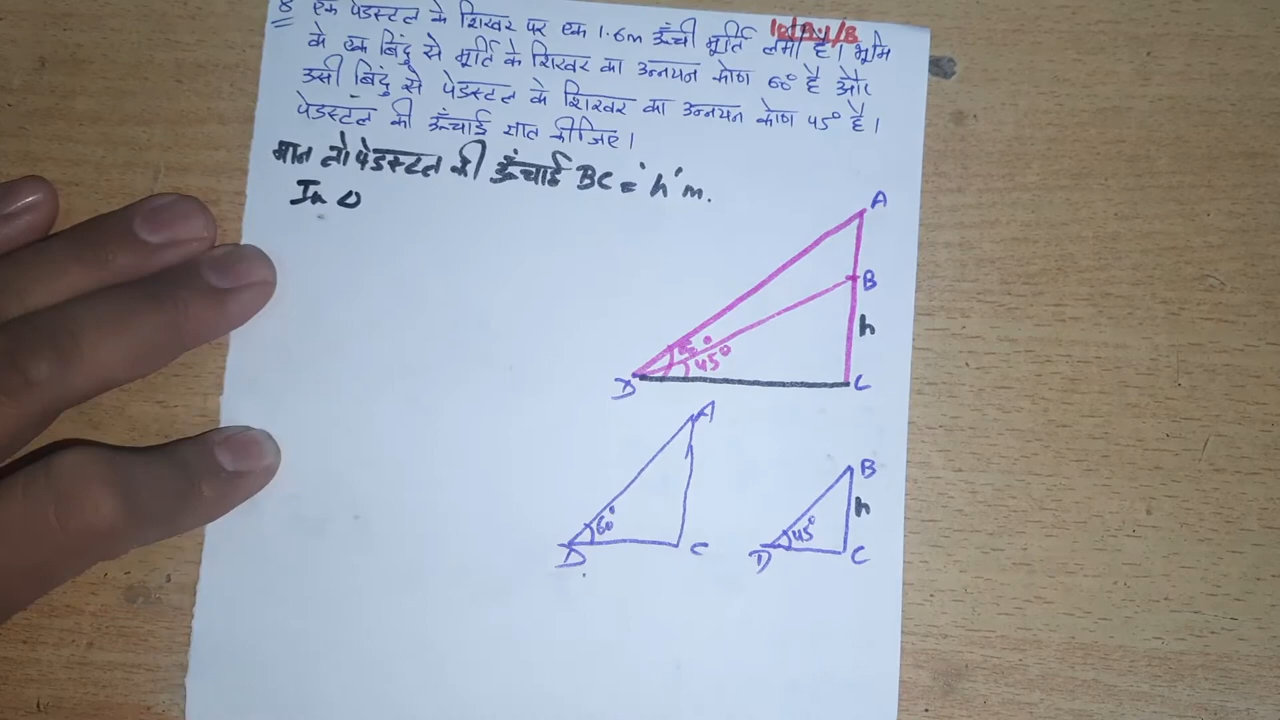 8 एक पेडस्टल के शिखर पर एक 1.6m ऊँची मूर्ति लगी है। भूमि
के एक बिंदु से मूर्ति के शिखर का उन्नयन कोण 60° है और
उसी बिंदु से पेडस्टल के शिखर का उन्नयन कोण 45° है।
पेडस्टल की ऊँचाई ज्ञात कीजिए।
मान लो पेडस्टल की ऊँचाई BC = 'h' m.
In Δ
A
B
h
45°
D
C
A
60°
D
C
B
h
45°
D
C